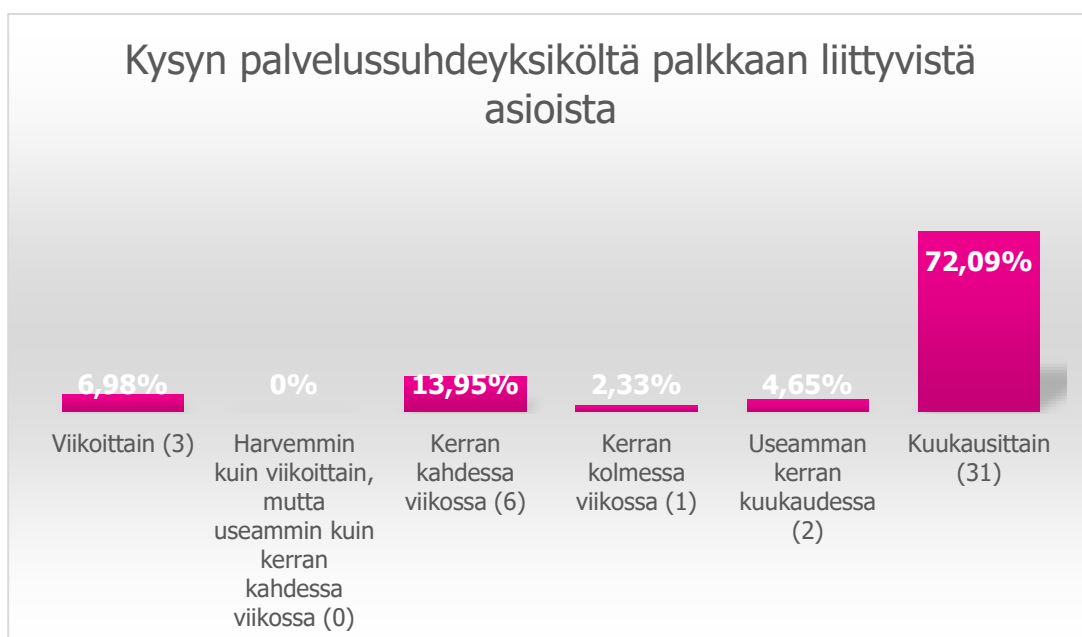 Kysyn palvelussuhdeyksiköltä palkkaan liittyvistä
asioista
72,09%
6,98%
0%
13,95%
2,33%
4,65%
Viikoittain (3)
Harvemmin
kuin viikoittain,
mutta
useammin kuin
kerran
kahdessa
viikossa (0)
Kerran
kahdessa
viikossa (6)
Kerran
kolmessa
viikossa (1)
Useamman
kerran
kuukaudessa
(2)
Kuukausittain
(31)